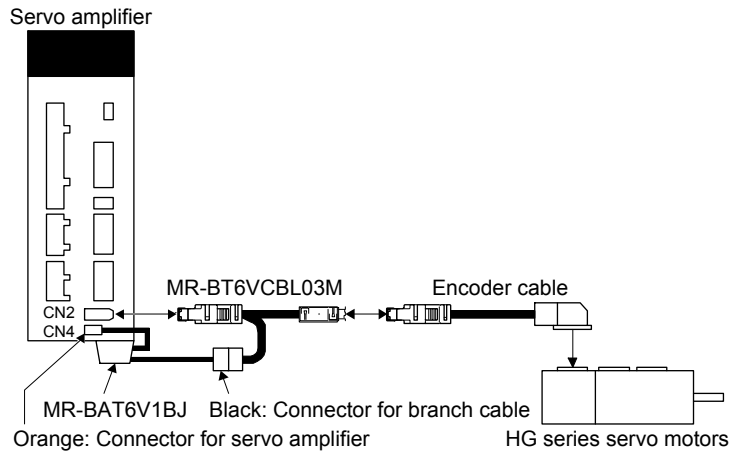 Servo amplifier
MR-BT6VCBL03M
Encoder cable
CN2
CN4
MR-BAT6V1BJ
Black: Connector for branch cable
Orange: Connector for servo amplifier
HG series servo motors